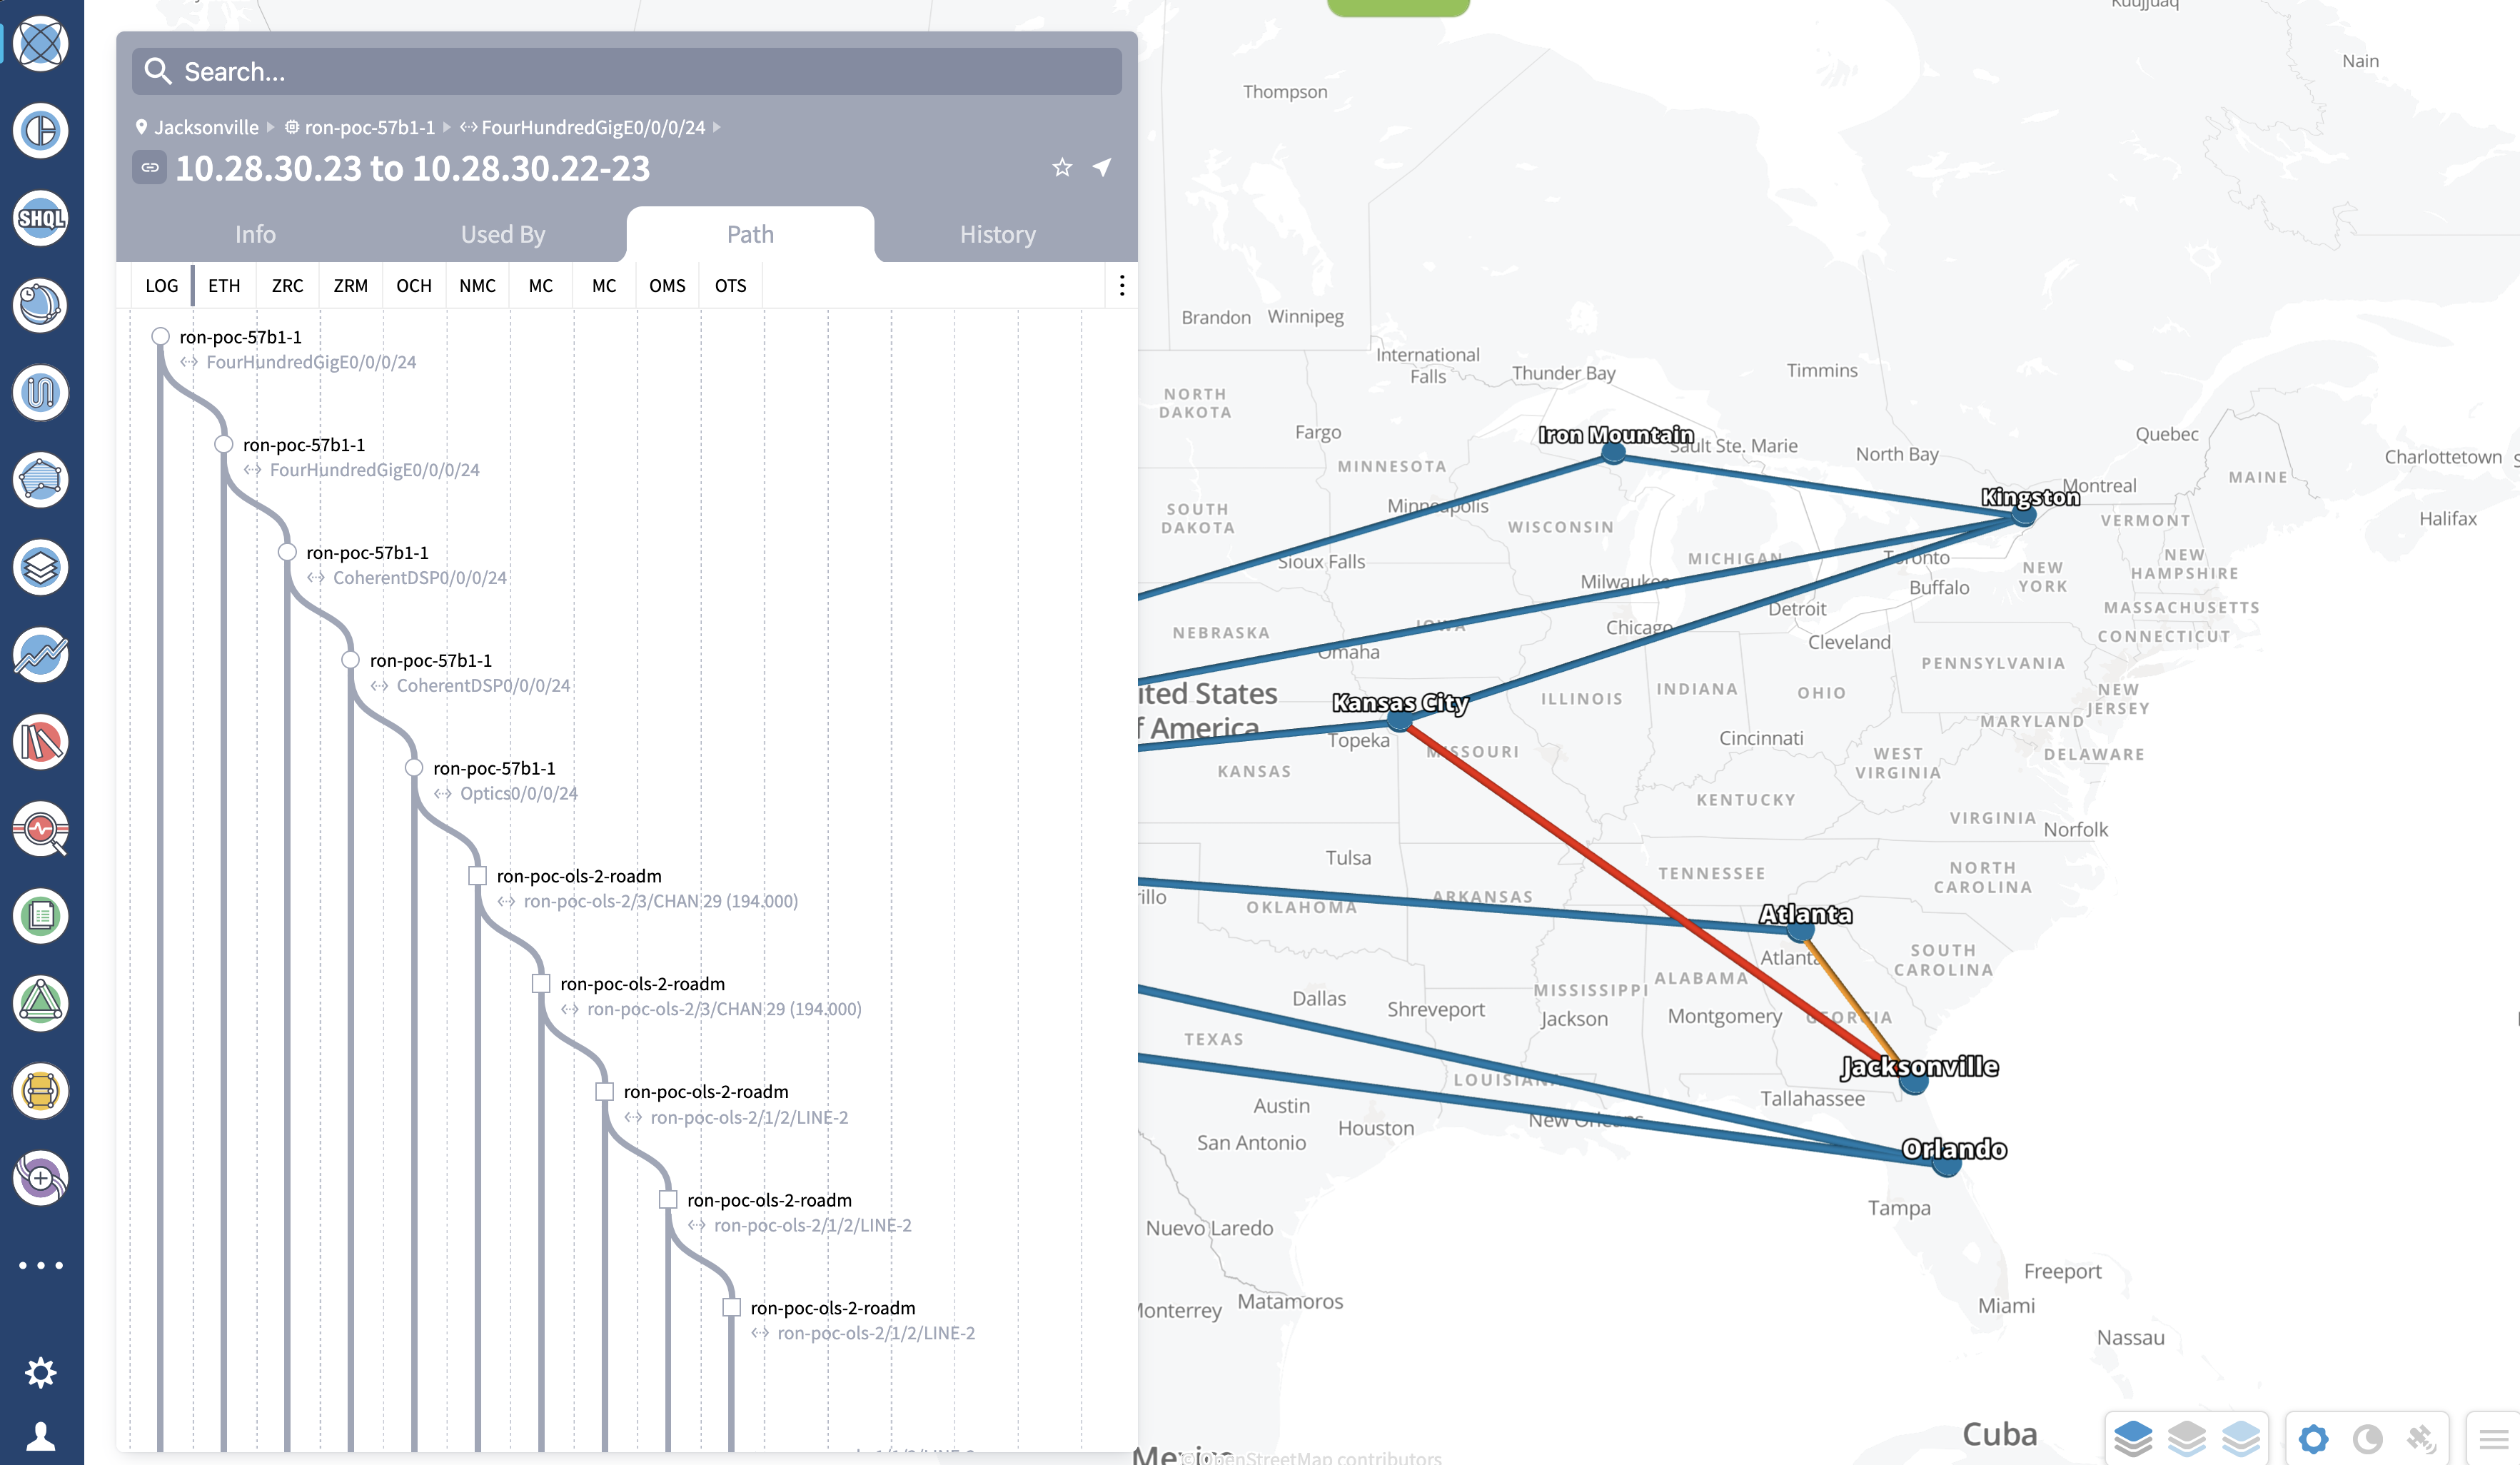 SHQL
Search...
Jacksonville ron-poc-57b1-1 FourHundredGigE0/0/0/24
10.28.30.23 to 10.28.30.22-23
Info Used By Path History
LOG ETH ZRC ZRM OCH NMC MC MC OMS OTS
ron-poc-57b1-1
FourHundredGigE0/0/0/24
ron-poc-57b1-1
FourHundredGigE0/0/0/24
ron-poc-57b1-1
CoherentDSP0/0/0/24
ron-poc-57b1-1
CoherentDSP0/0/0/24
ron-poc-57b1-1
Optics0/0/0/24
ron-poc-ols-2-roadm
ron-poc-ols-2/3/CHAN 29 (194.000)
ron-poc-ols-2-roadm
ron-poc-ols-2/3/CHAN 29 (194.000)
ron-poc-ols-2-roadm
ron-poc-ols-2/1/2/LINE-2
ron-poc-ols-2-roadm
ron-poc-ols-2/1/2/LINE-2
ron-poc-ols-2-roadm
ron-poc-ols-2/1/2/LINE-2
Kuujjuaq
Nain
Thompson
Brandon
Winnipeg
International
Falls
Thunder Bay
Timmins
NORTH
DAKOTA
Fargo
Iron Mountain
Sault Ste. Marie
North Bay
Quebec
Charlottetown
MINNESOTA
MAINE
Kingston
Montreal
SOUTH
DAKOTA
Minneapolis
WISCONSIN
VERMONT
Halifax
Sioux Falls
MICHIGAN
Toronto
NEW
YORK
NEW
HAMPSHIRE
Milwaukee
Buffalo
Detroit
MASSACHUSETTS
NEBRASKA
IOWA
Chicago
Cleveland
CONNECTICUT
Omaha
PENNSYLVANIA
ited States
f America
Kansas City
ILLINOIS
INDIANA
OHIO
NEW
JERSEY
MARYLAND
Topeka
MISSOURI
Cincinnati
WEST
VIRGINIA
DELAWARE
KANSAS
KENTUCKY
VIRGINIA
Norfolk
Tulsa
TENNESSEE
NORTH
CAROLINA
rillo
OKLAHOMA
ARKANSAS
Atlanta
Atlanta
SOUTH
CAROLINA
Dallas
Shreveport
MISSISSIPPI
ALABAMA
Jackson
Montgomery
GEORGIA
TEXAS
Jacksonville
LOUISIANA
Tallahassee
Austin
Houston
New Orleans
San Antonio
Orlando
Tampa
Nuevo Laredo
Freeport
Monterrey
Matamoros
Miami
Nassau
Cuba
Mexico
© OpenStreetMap contributors